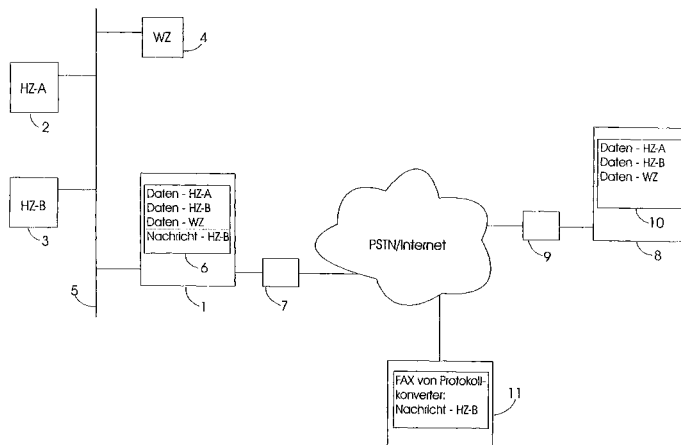 WZ
4
HZ-A
2
HZ-B
3
5
Daten - HZ-A
Daten - HZ-B
Daten - WZ
Nachricht - HZ-B
6
1
7
PSTN/Internet
9
Daten - HZ-A
Daten - HZ-B
Daten - WZ
10
8
FAX von Protokoll-
konverter:
Nachricht - HZ-B
11